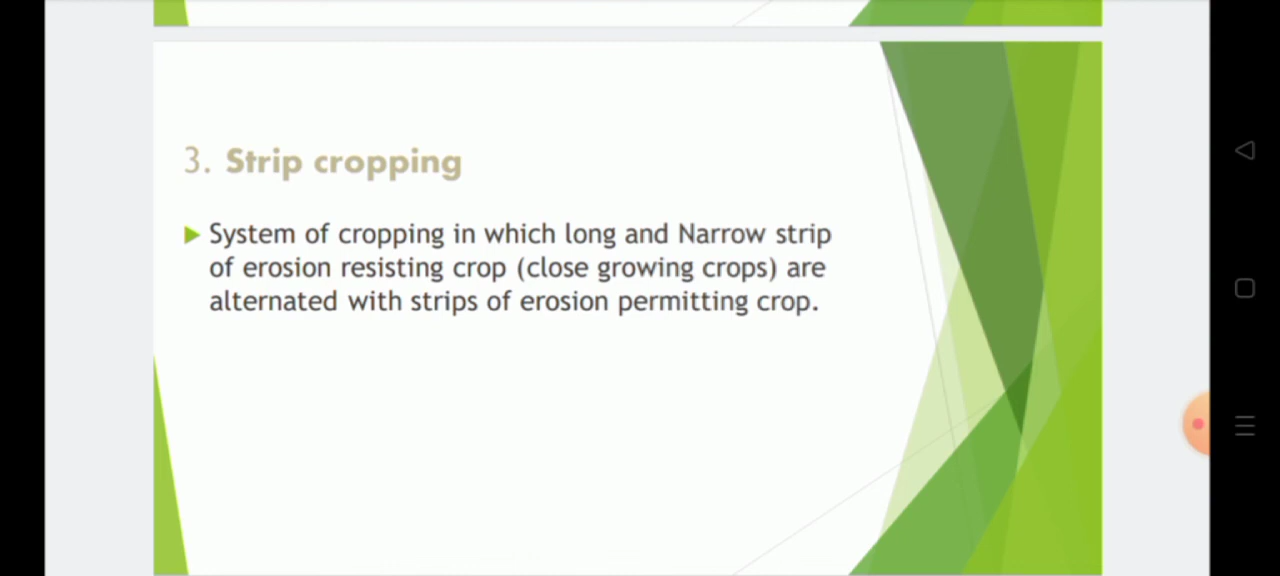 3. Strip cropping
System of cropping in which long and Narrow strip
of erosion resisting crop (close growing crops) are
alternated with strips of erosion permitting crop.